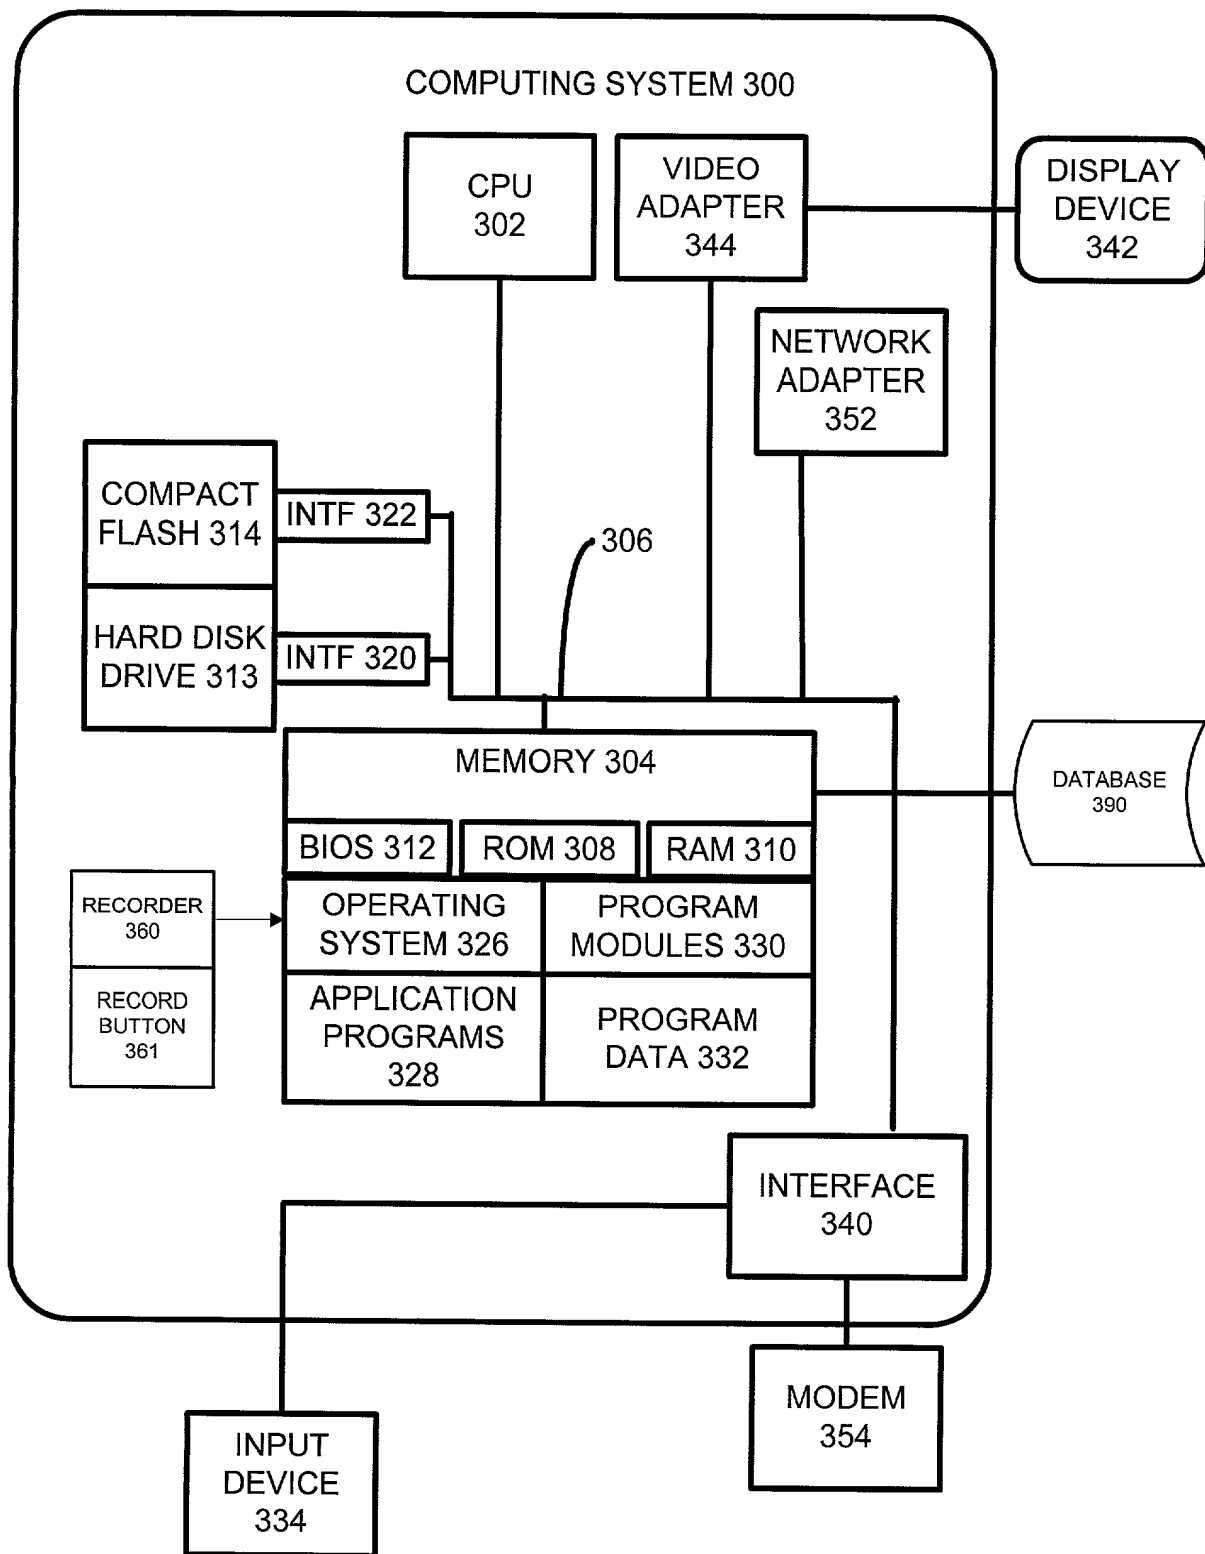 COMPUTING SYSTEM 300
CPU
302
VIDEO
ADAPTER
344
DISPLAY
DEVICE
342
NETWORK
ADAPTER
352
COMPACT
FLASH 314
INTF 322
306
HARD DISK
DRIVE 313
INTF 320
MEMORY 304
DATABASE
390
BIOS 312
ROM 308
RAM 310
RECORDER
360
OPERATING
SYSTEM 326
PROGRAM
MODULES 330
RECORD
BUTTON
361
APPLICATION
PROGRAMS
328
PROGRAM
DATA 332
INTERFACE
340
MODEM
354
INPUT
DEVICE
334